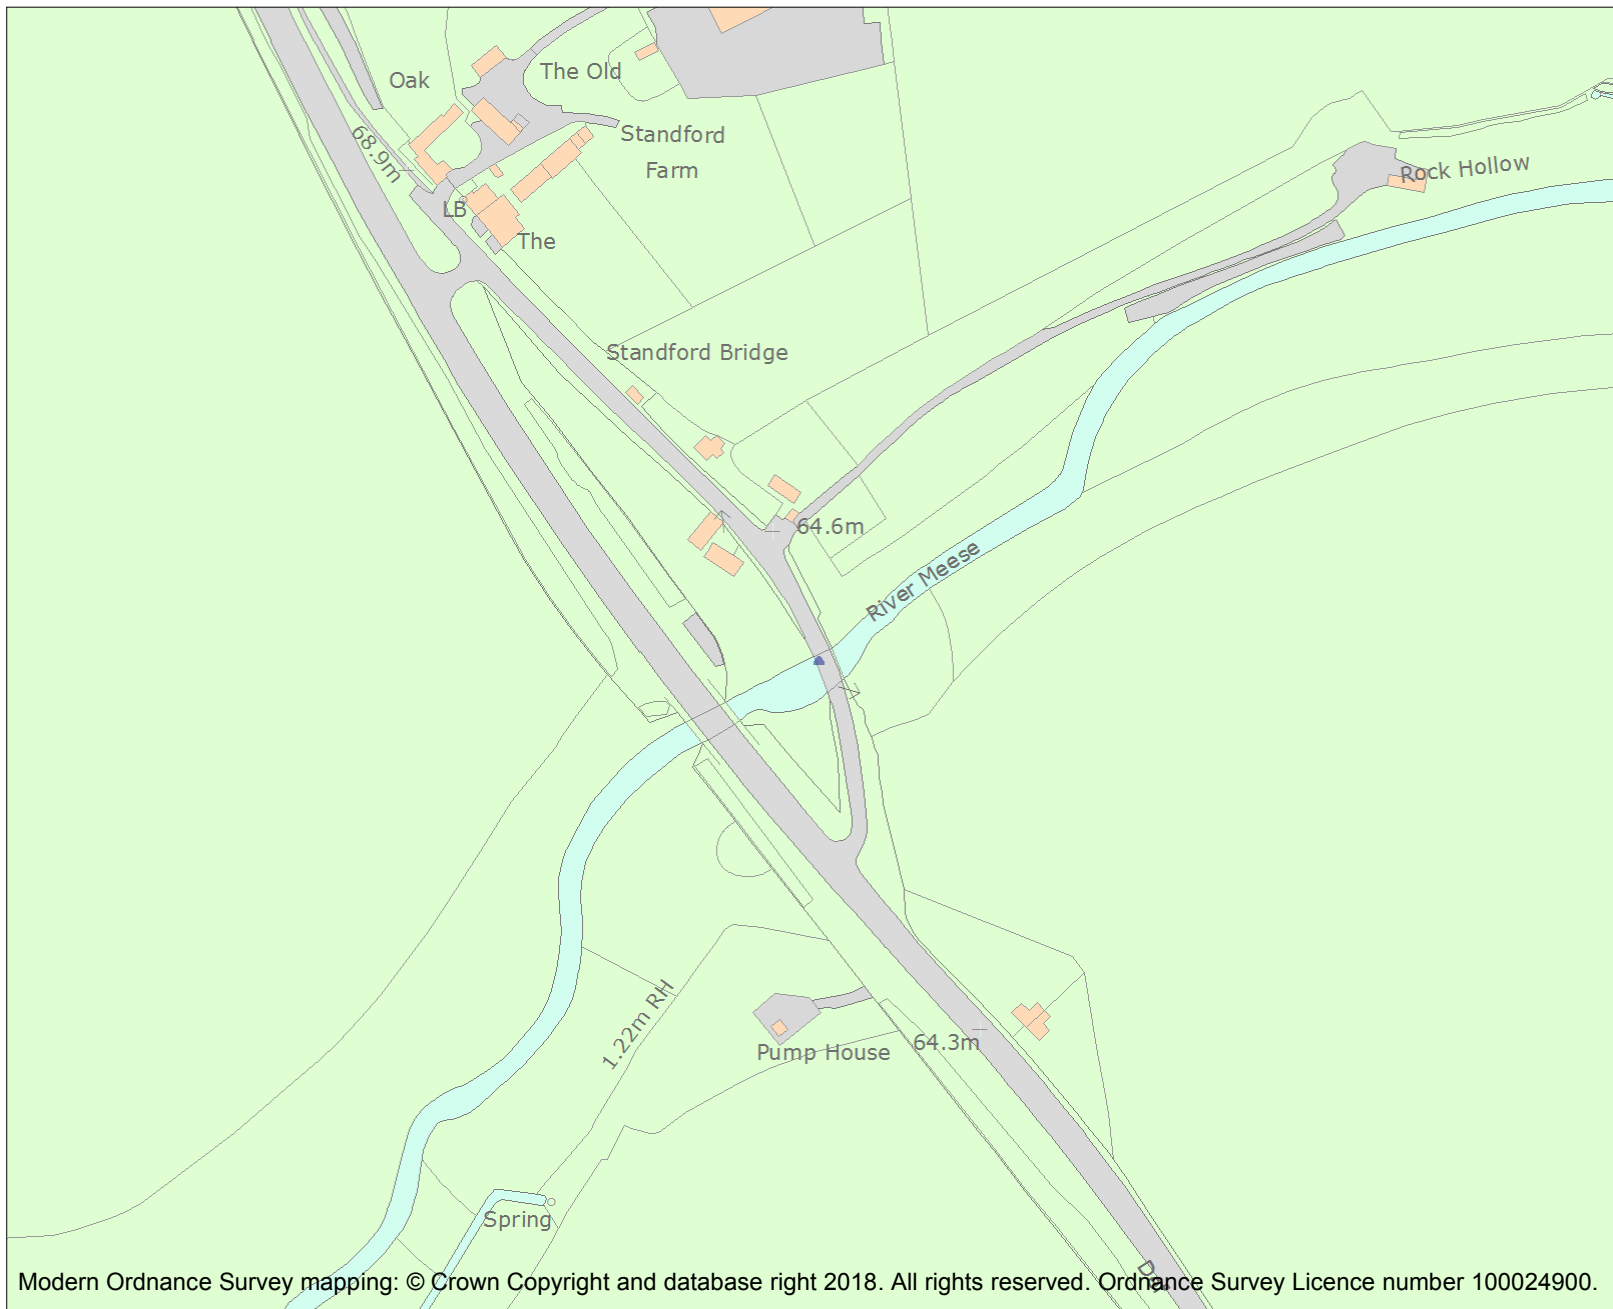 Oak
The Old
Standford
Farm
68.9m
LB
The
Rock Hollow
Standford Bridge
64.6m
River Meese
1.22m RH
Pump House
64.3m
Spring
Modern Ordnance Survey mapping: © Crown Copyright and database right 2018. All rights reserved. Ordnance Survey Licence number 100024900.